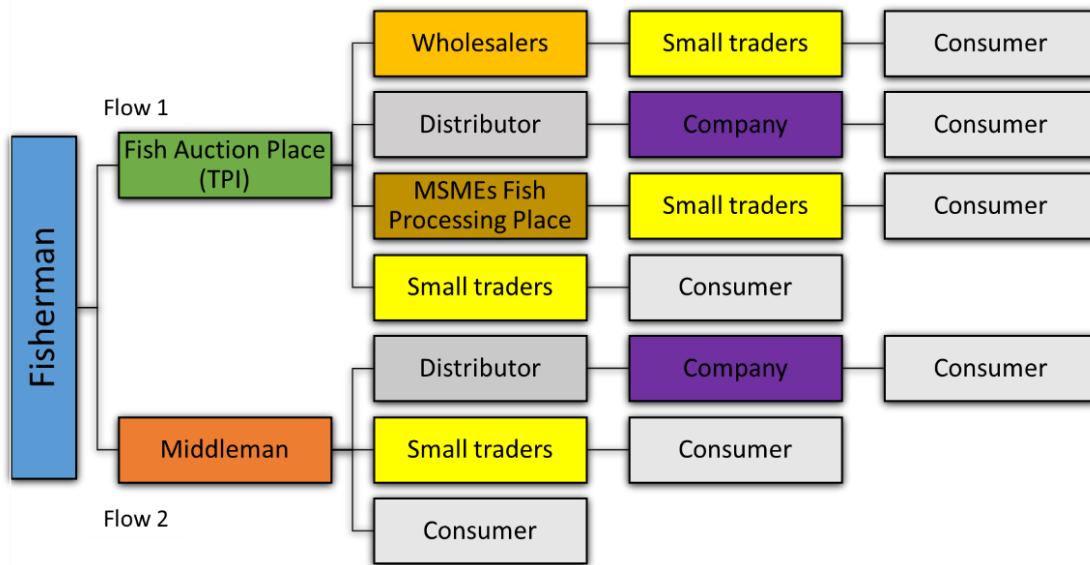 Fisherman
Flow 1
Fish Auction Place
(TPI)
Wholesalers
Small traders
Consumer
Distributor
Company
Consumer
MSMEs Fish
Processing Place
Small traders
Consumer
Small traders
Consumer
Middleman
Flow 2
Distributor
Company
Consumer
Small traders
Consumer
Consumer